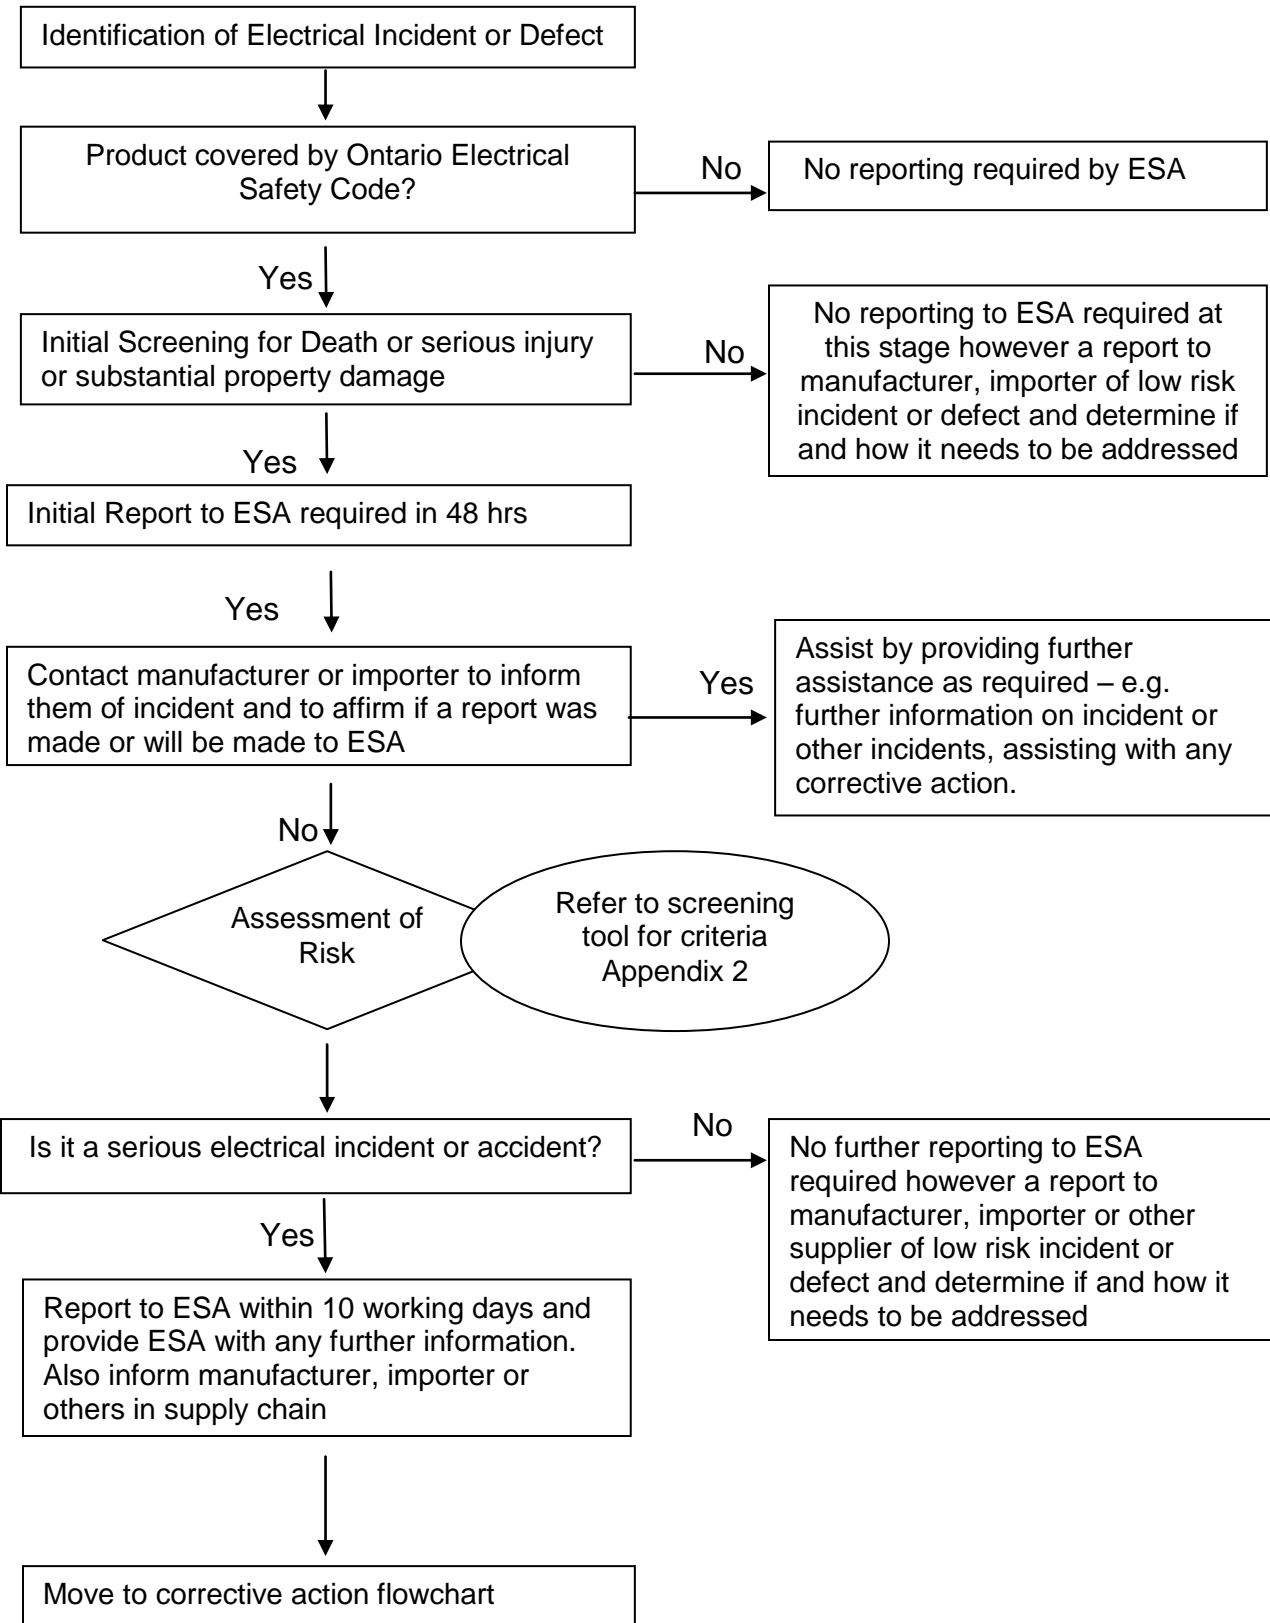 Identification of Electrical Incident or Defect
Product covered by Ontario Electrical
Safety Code?
No
No reporting required by ESA
Yes
Initial Screening for Death or serious injury
or substantial property damage
No
No reporting to ESA required at
this stage however a report to
manufacturer, importer of low risk
incident or defect and determine if
and how it needs to be addressed
Yes
Initial Report to ESA required in 48 hrs
Yes
Contact manufacturer or importer to inform
them of incident and to affirm if a report was
made or will be made to ESA
Yes
Assist by providing further
assistance as required – e.g.
further information on incident or
other incidents, assisting with any
corrective action.
No
Assessment of
Risk
Refer to screening
tool for criteria
Appendix 2
Is it a serious electrical incident or accident?
No
No further reporting to ESA
required however a report to
manufacturer, importer or other
supplier of low risk incident or
defect and determine if and how it
needs to be addressed
Yes
Report to ESA within 10 working days and
provide ESA with any further information.
Also inform manufacturer, importer or
others in supply chain
Move to corrective action flowchart